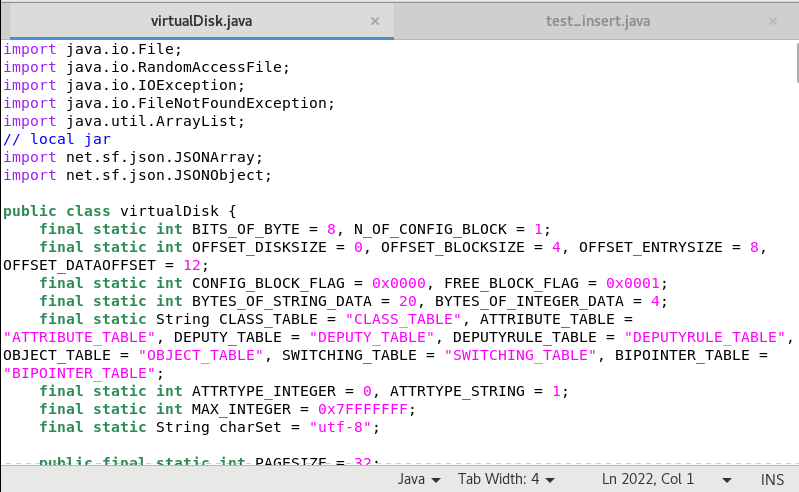 virtualDisk.java × test_insert.java ×
import java.io.File;
import java.io.RandomAccessFile;
import java.io.IOException;
import java.io.FileNotFoundException;
import java.util.ArrayList;
// local jar
import net.sf.json.JSONArray;
import net.sf.json.JSONObject;
public class virtualDisk {
    final static int BITS_OF_BYTE = 8, N_OF_CONFIG_BLOCK = 1;
    final static int OFFSET_DISKSIZE = 0, OFFSET_BLOCKSIZE = 4, OFFSET_ENTRYSIZE = 8,
OFFSET_DATAOFFSET = 12;
    final static int CONFIG_BLOCK_FLAG = 0x0000, FREE_BLOCK_FLAG = 0x0001;
    final static int BYTES_OF_STRING_DATA = 20, BYTES_OF_INTEGER_DATA = 4;
    final static String CLASS_TABLE = "CLASS_TABLE", ATTRIBUTE_TABLE =
"ATTRIBUTE_TABLE", DEPUTY_TABLE = "DEPUTY_TABLE", DEPUTYRULE_TABLE = "DEPUTYRULE_TABLE",
OBJECT_TABLE = "OBJECT_TABLE", SWITCHING_TABLE = "SWITCHING_TABLE", BIPOINTER_TABLE =
"BIPOINTER_TABLE";
    final static int ATTRTYPE_INTEGER = 0, ATTRTYPE_STRING = 1;
    final static int MAX_INTEGER = 0x7FFFFFFF;
    final static String charSet = "utf-8";
    public final static int PAGESIZE = 32;
Java Tab Width: 4 Ln 2022, Col 1 INS